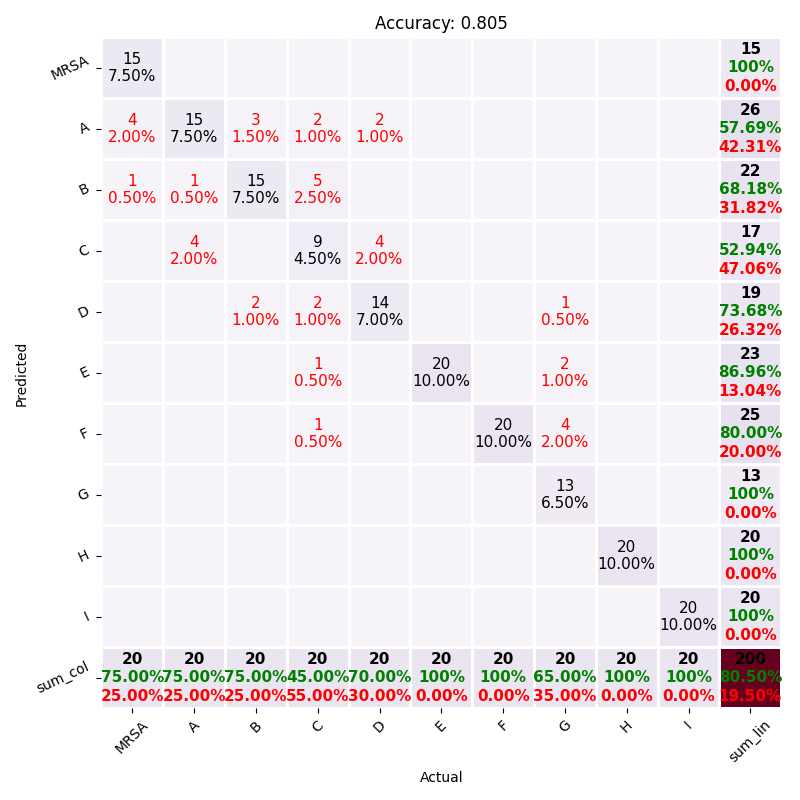 Accuracy: 0.805
MRSA 15 15
7.50% 100%
0.00%
A 4 15 3 2 2 26
2.00% 7.50% 1.50% 1.00% 1.00% 57.69%
42.31%
B 1 1 15 5 22
0.50% 0.50% 7.50% 2.50% 68.18%
31.82%
C 4 9 4 17
2.00% 4.50% 2.00% 52.94%
47.06%
D 2 2 14 1 19
1.00% 1.00% 7.00% 0.50% 73.68%
26.32%
E 1 20 2 23
0.50% 10.00% 1.00% 86.96%
13.04%
F 1 20 4 25
0.50% 10.00% 2.00% 80.00%
20.00%
G 13 13
6.50% 100%
0.00%
H 20 20
10.00% 100%
0.00%
I 20 20
10.00% 100%
0.00%
sum_col 20 20 20 20 20 20 20 20 20 20 200
75.00% 75.00% 75.00% 45.00% 70.00% 100% 100% 65.00% 100% 100% 80.50%
25.00% 25.00% 25.00% 55.00% 30.00% 0.00% 0.00% 35.00% 0.00% 0.00% 19.50%
MRSA A B C D E F G H I sum_lin
Predicted
Actual